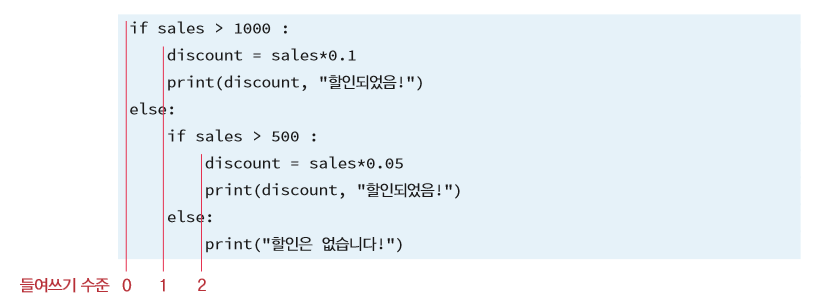 if sales > 1000 :
    discount = sales*0.1
    print(discount, "할인되었음!")
else:
    if sales > 500 :
        discount = sales*0.05
        print(discount, "할인되었음!")
    else:
        print("할인은 없습니다!")
들여쓰기 수준 0 1 2